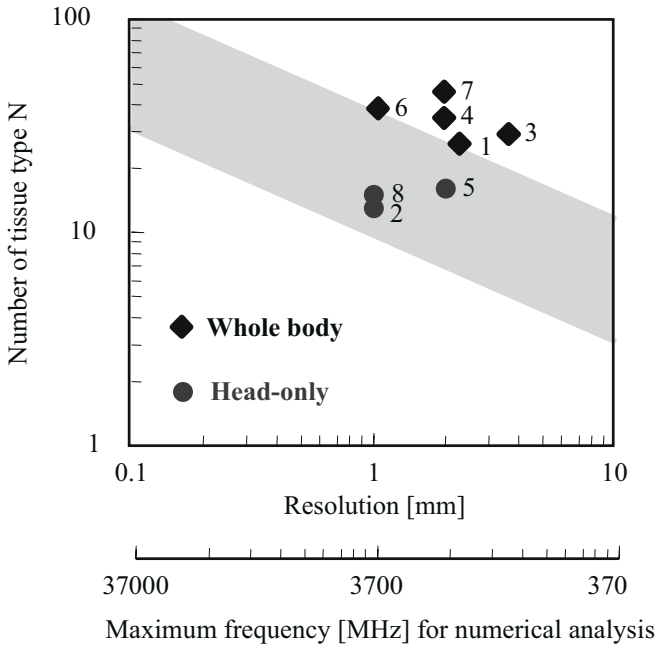 100
7
6
4
3
1
8
5
2
10
Number of tissue type N
Whole body
Head-only
1
0.1 1 10
Resolution [mm]
37000 3700 370
Maximum frequency [MHz] for numerical analysis